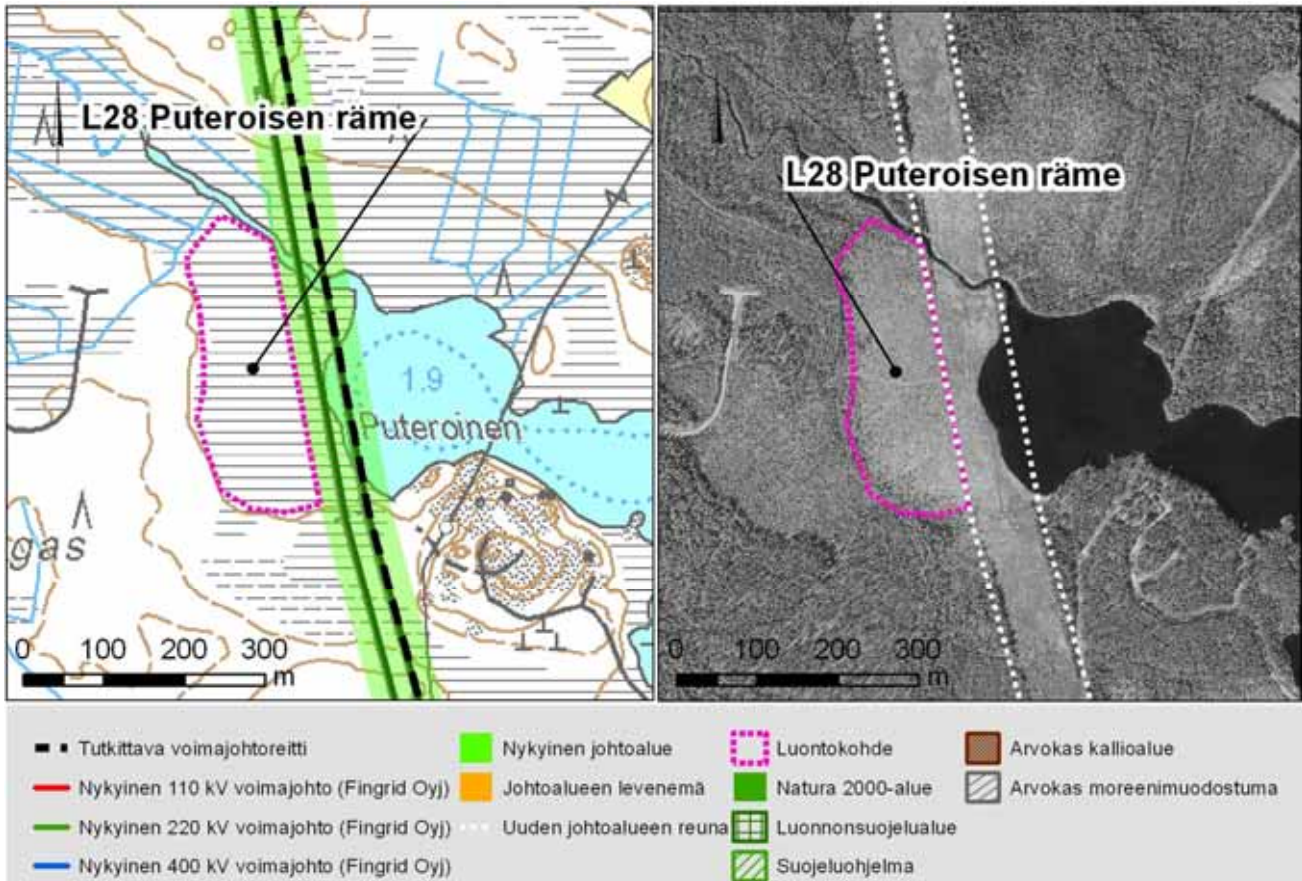 L28 Puteroisen räme
1.9
Puteroinen
gas
0 100 200 300
m
L28 Puteroisen räme
0 100 200 300
m
Tutkittava voimajohtoreitti
Nykyinen 110 kV voimajohto (Fingrid Oyj)
Nykyinen 220 kV voimajohto (Fingrid Oyj)
Nykyinen 400 kV voimajohto (Fingrid Oyj)
Nykyinen johtoalue
Johtoalueen levenemä
Uuden johtoalueen reuna
Luontokohde
Natura 2000-alue
Luonnonsuojelualue
Suojeluohjelma
Arvokas kallioalue
Arvokas moreenimuodostuma